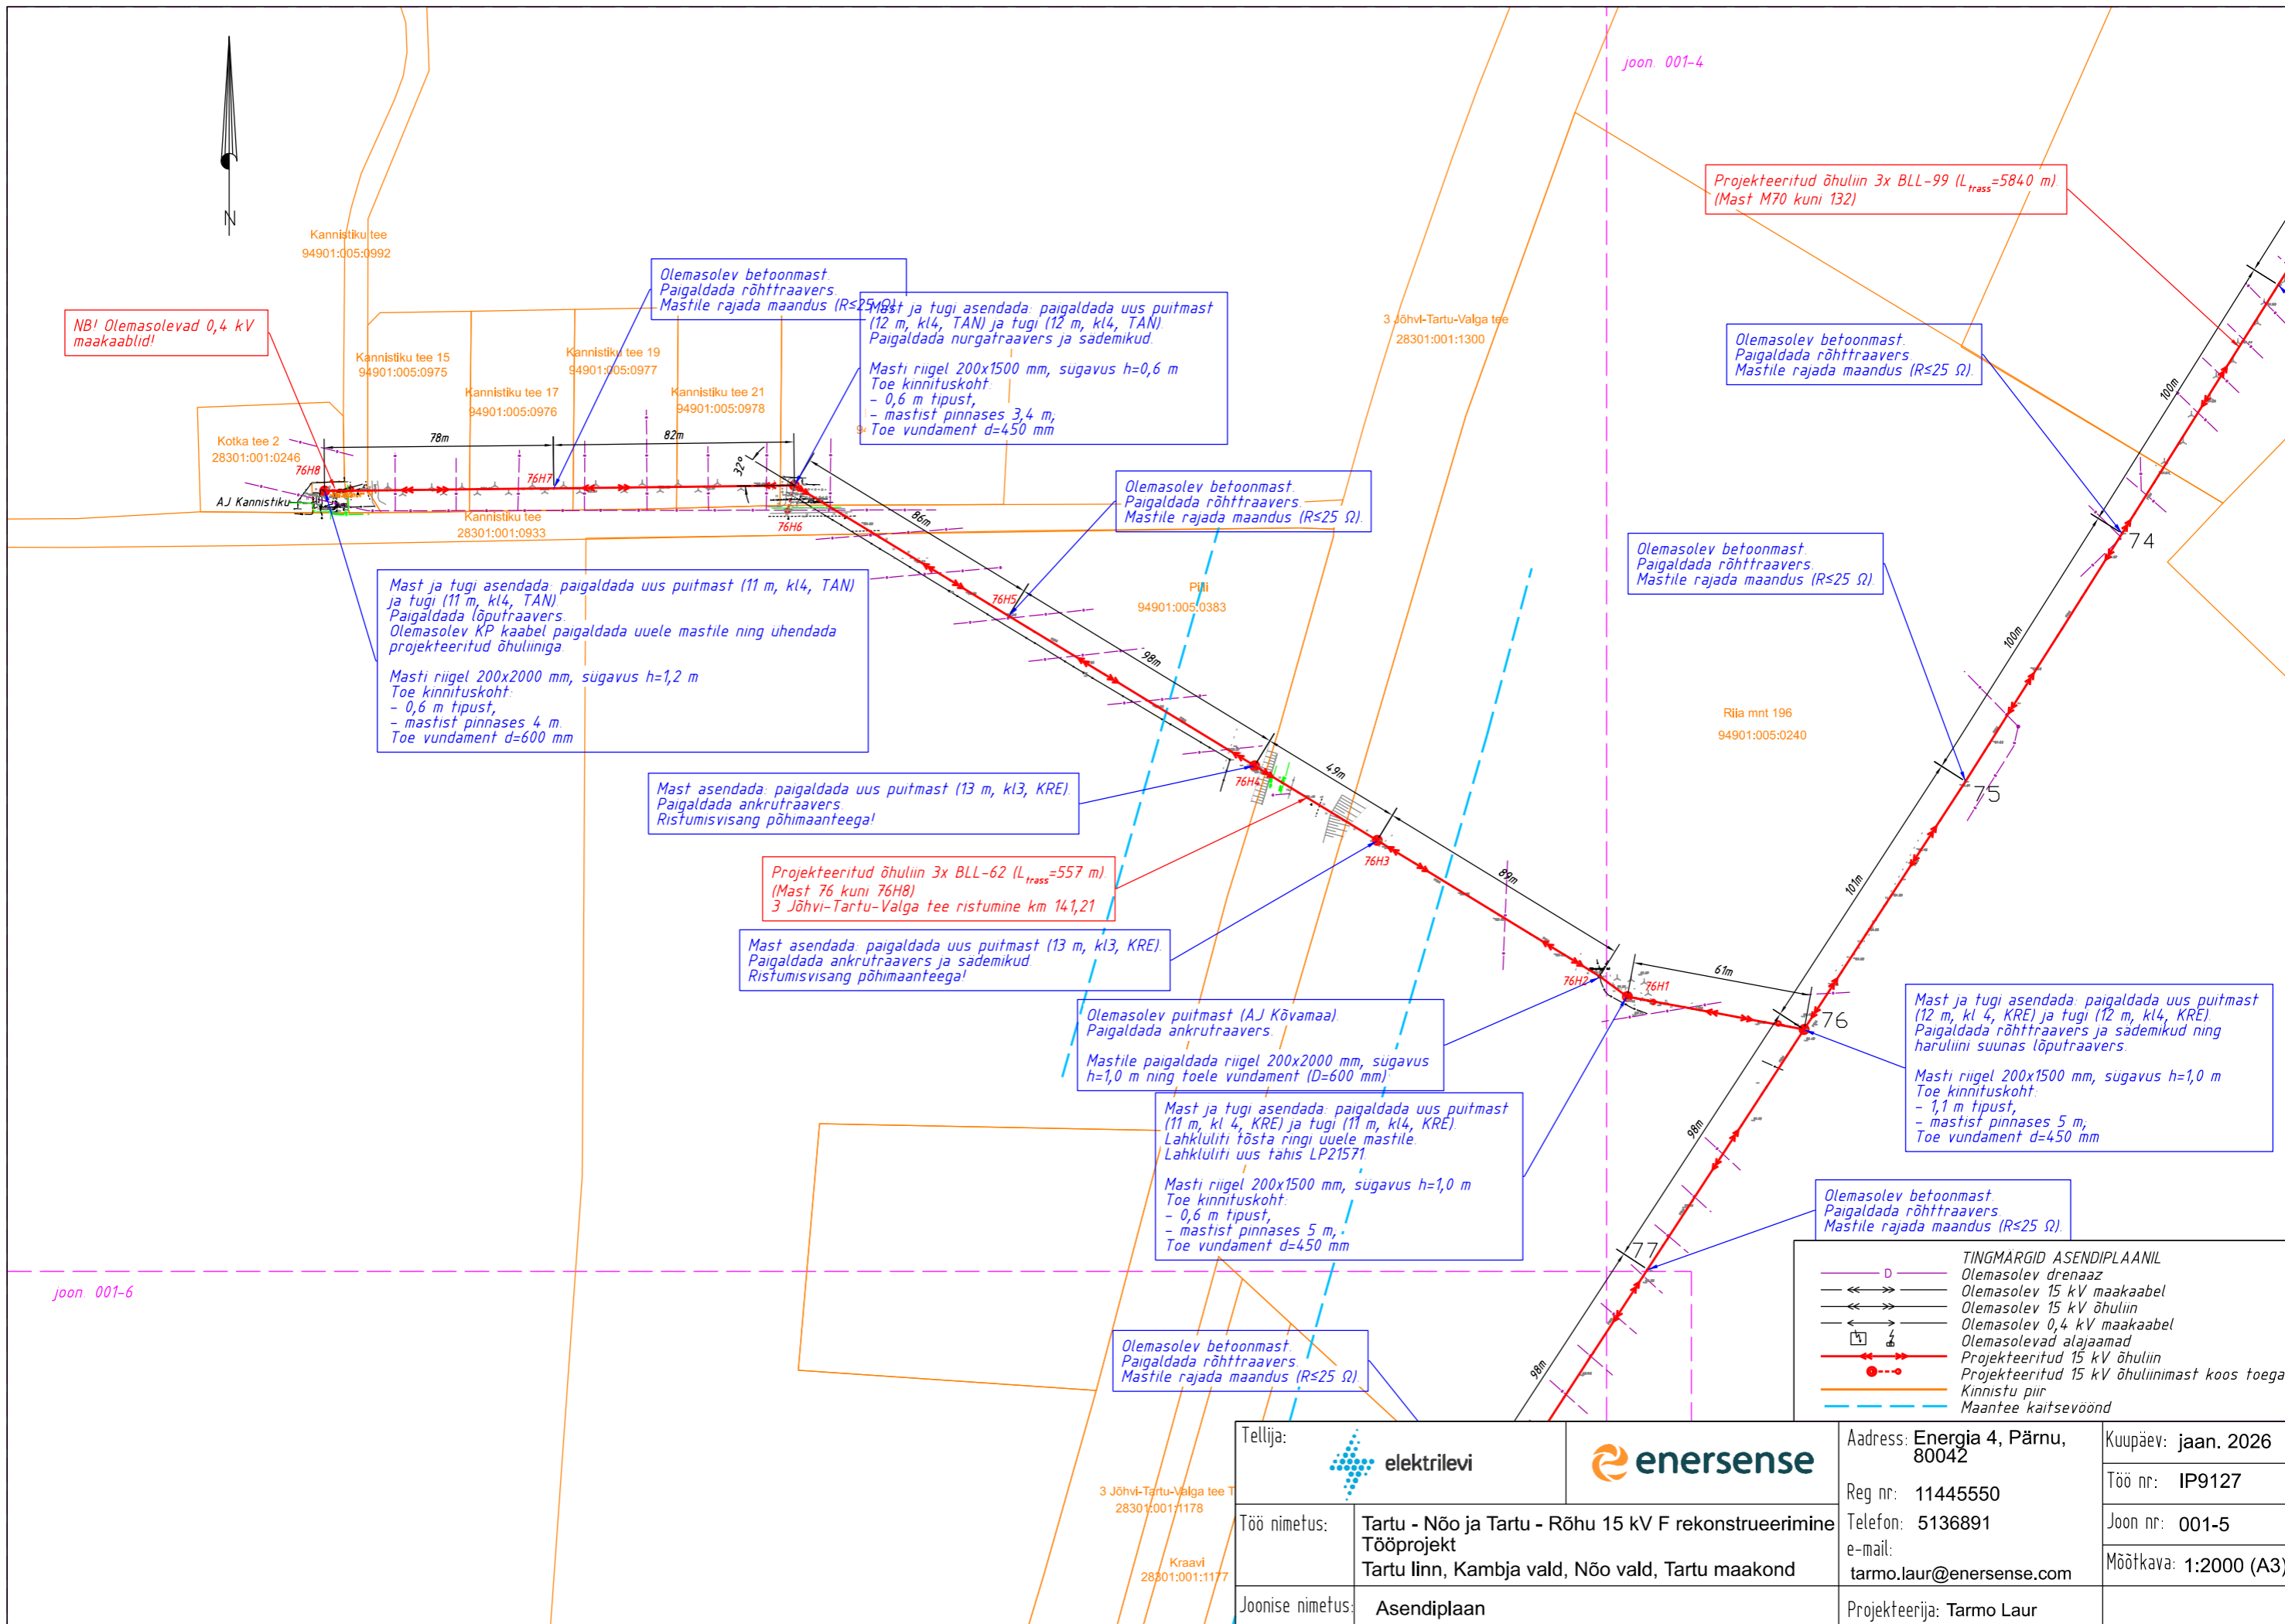 joon. 001-4
N
Projekteeritud õhuliin 3x BLL-99 (Ltrass=5840 m).
(Mast M70 kuni 132)
Kannistiku tee
94901:005:0992
Olemasolev betoonmast.
Paigaldada rõhttraavers.
Mastile rajada maandus (R≤25 Ω).
Mast ja tugi asendada: paigaldada uus puitmast
(12 m, kl4, TAN) ja tugi (12 m, kl4, TAN).
Paigaldada nurgatraavers ja sädemikud.
Masti riigel 200x1500 mm, sügavus h=0,6 m
Toe kinnituskoht:
- 0,6 m tipust,
- mastist pinnases 3,4 m;
Toe vundament d=450 mm
NB! Olemasolevad 0,4 kV
maakaablid!
3 Jõhvi-Tartu-Valga tee
28301:001:1300
Olemasolev betoonmast.
Paigaldada rõhttraavers.
Mastile rajada maandus (R≤25 Ω).
Kannistiku tee 15
94901:005:0975
Kannistiku tee 17
94901:005:0976
Kannistiku tee 19
94901:005:0977
Kannistiku tee 21
94901:005:0978
Kotka tee 2
28301:001:0246
76H8
AJ Kannistiku
78m
76H7
82m
32°
76H6
86m
100m
Kannistiku tee
28301:001:0933
Olemasolev betoonmast.
Paigaldada rõhttraavers.
Mastile rajada maandus (R≤25 Ω).
Olemasolev betoonmast.
Paigaldada rõhttraavers.
Mastile rajada maandus (R≤25 Ω).
74
Mast ja tugi asendada: paigaldada uus puitmast (11 m, kl4, TAN)
ja tugi (11 m, kl4, TAN).
Paigaldada lõputraavers.
Olemasolev KP kaabel paigaldada uuele mastile ning ühendada
projekteeritud õhuliiniga.
Masti riigel 200x2000 mm, sügavus h=1,2 m
Toe kinnituskoht:
- 0,6 m tipust,
- mastist pinnases 4 m.
Toe vundament d=600 mm
76H5
Pilli
94901:005:0383
98m
100m
Riia mnt 196
94901:005:0240
75
76H4
49m
76H3
Mast asendada: paigaldada uus puitmast (13 m, kl3, KRE).
Paigaldada ankrutraavers.
Ristumisvisang põhimaanteega!
Projekteeritud õhuliin 3x BLL-62 (Ltrass=557 m)
(Mast 76 kuni 76H8)
3 Jõhvi-Tartu-Valga tee ristumine km 141,21
89m
101m
Mast asendada: paigaldada uus puitmast (13 m, kl3, KRE).
Paigaldada ankrutraavers ja sädemikud.
Ristumisvisang põhimaanteega!
76H2
76H1
61m
76
Olemasolev puitmast (AJ Kõvamaa).
Paigaldada ankrutraavers.
Mastile paigaldada riigel 200x2000 mm, sügavus
h=1,0 m ning toele vundament (D=600 mm)
Mast ja tugi asendada: paigaldada uus puitmast
(12 m, kl 4, KRE) ja tugi (12 m, kl4, KRE).
Paigaldada rõhttraavers ja sädemikud ning
haruliini suunas lõputraavers.
Masti riigel 200x1500 mm, sügavus h=1,0 m
Toe kinnituskoht:
- 1,1 m tipust,
- mastist pinnases 5 m;
Toe vundament d=450 mm
Mast ja tugi asendada: paigaldada uus puitmast
(11 m, kl 4, KRE) ja tugi (11 m, kl4, KRE).
Lahklüliti tõsta ringi uuele mastile.
Lahklüliti uus tähis LP21571.
Masti riigel 200x1500 mm, sügavus h=1,0 m
Toe kinnituskoht:
- 0,6 m tipust,
- mastist pinnases 5 m,
Toe vundament d=450 mm
98m
77
Olemasolev betoonmast.
Paigaldada rõhttraavers.
Mastile rajada maandus (R≤25 Ω).
joon. 001-6
98m
Olemasolev betoonmast.
Paigaldada rõhttraavers.
Mastile rajada maandus (R≤25 Ω).
TINGMÄRGID ASENDIPLAANIL
D
Olemasolev drenaaz
Olemasolev 15 kV maakaabel
Olemasolev 15 kV õhuliin
Olemasolev 0,4 kV maakaabel
Olemasolevad alajaamad
Projekteeritud 15 kV õhuliin
Projekteeritud 15 kV õhuliinimast koos toega
Kinnistu piir
Maantee kaitsevöönd
3 Jõhvi-Tartu-Valga tee T
28301:001:1178
Kraavi
28301:001:1177
Tellija:
elektrilevi
enersense
Aadress: Energia 4, Pärnu,
80042
Reg nr: 11445550
Telefon: 5136891
e-mail:
tarmo.laur@enersense.com
Kuupäev: jaan. 2026
Töö nr: IP9127
Joon nr: 001-5
Mõõtkava: 1:2000 (A3)
Töö nimetus:
Tartu - Nõo ja Tartu - Rõhu 15 kV F rekonstrueerimine
Tööprojekt
Tartu linn, Kambja vald, Nõo vald, Tartu maakond
Joonise nimetus: Asendiplaan
Projekteerija: Tarmo Laur